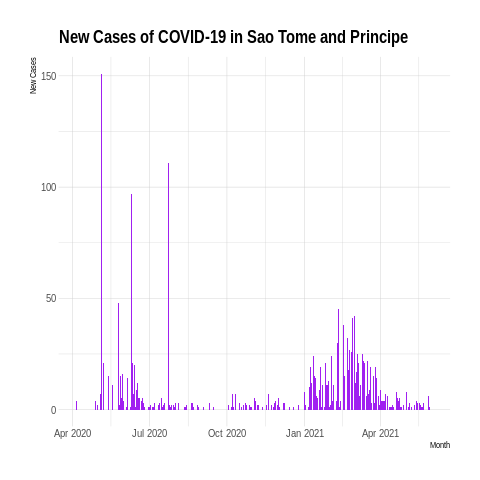 New Cases of COVID-19 in Sao Tome and Principe
New Cases
150
100
50
0
Apr 2020 Jul 2020 Oct 2020 Jan 2021 Apr 2021
Month